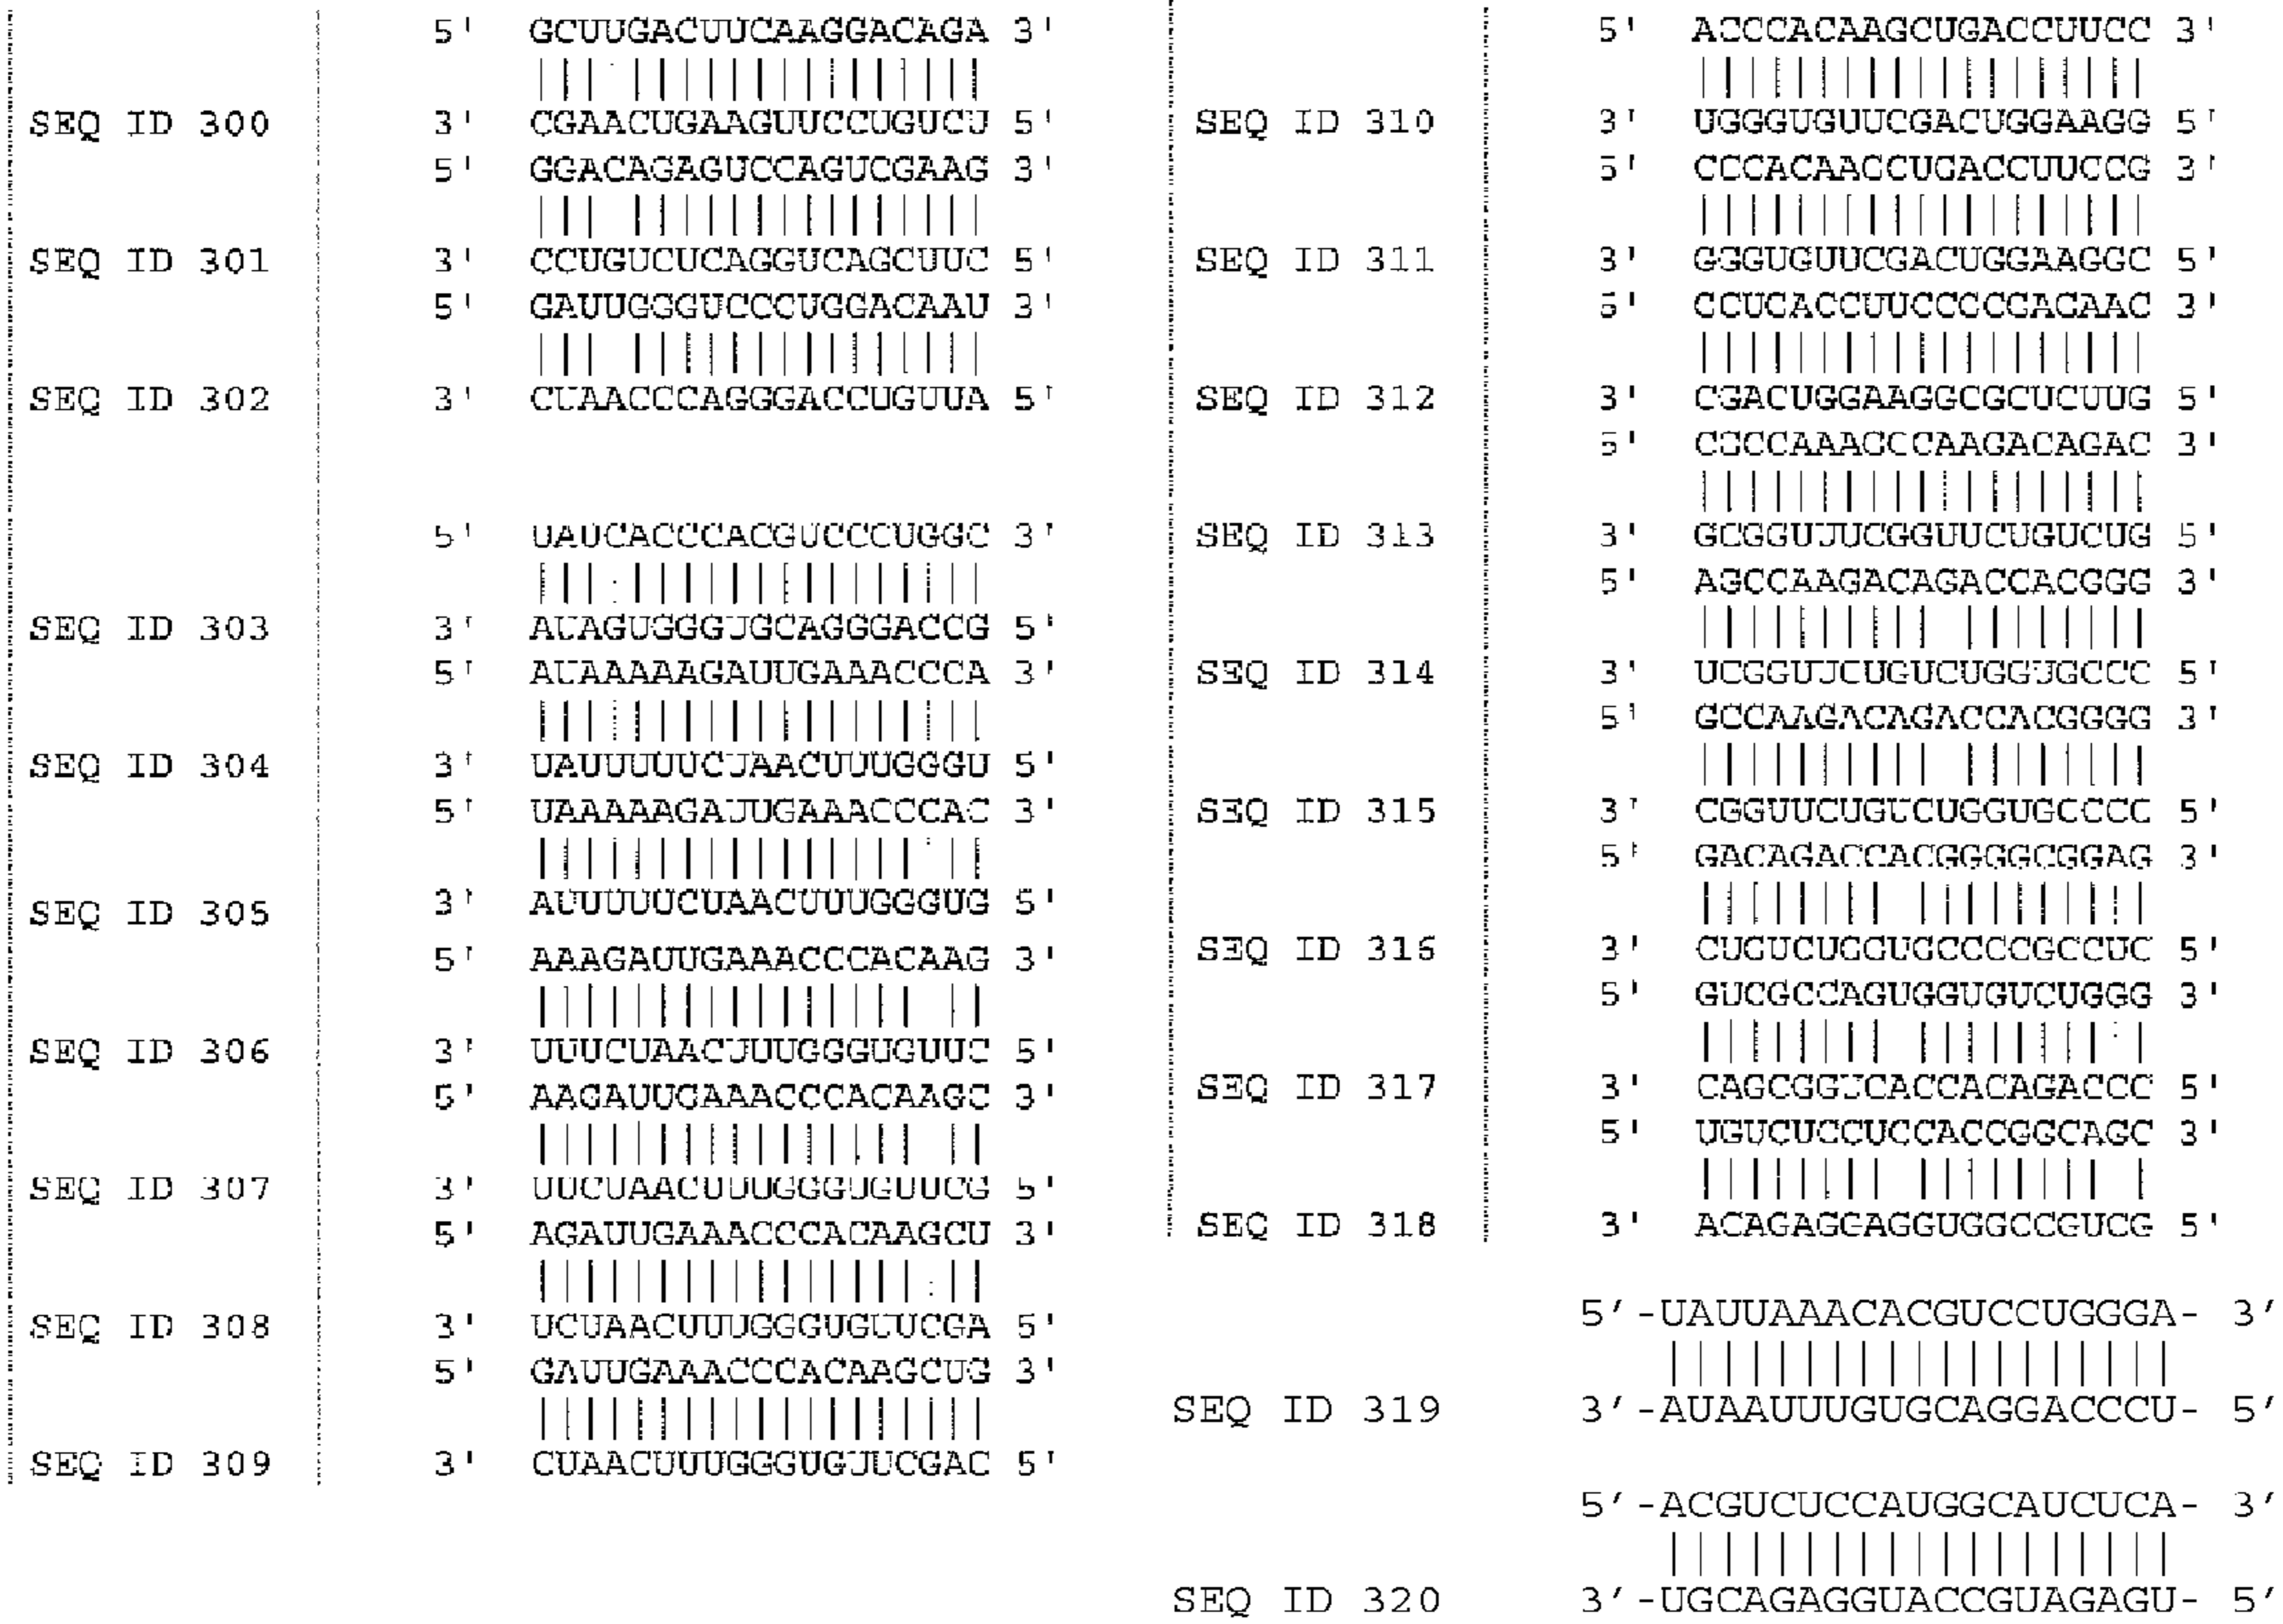 5' GCUUGACUUCAAGGACAGA 3'
SEQ ID 300 3' CGAACUGAAGUUCCUGUCU 5'
5' GGACAGAGUCCAGUCGAAG 3'
SEQ ID 301 3' CCUGUCUCAGGUCAGCUUC 5'
5' GAUUGGGUCCCUGGACAAU 3'
SEQ ID 302 3' CUAACCCAGGGACCUGUUA 5'
5' UAUCACCCACGUCCCUGGC 3'
SEQ ID 303 3' AUAGUGGGUGCAGGGACCG 5'
5' AUAAAAAGAUUGAAACCCA 3'
SEQ ID 304 3' UAUUUUUCUAACUUUGGGU 5'
5' UAAAAAGAUUGAAACCCAC 3'
SEQ ID 305 3' AUUUUUCUAACUUUGGGUG 5'
5' AAAGAUUGAAACCCACAAG 3'
SEQ ID 306 3' UUUCUAACUUUGGGUGUUC 5'
5' AAGAUUGAAACCCACAAGC 3'
SEQ ID 307 3' UUCUAACUUUGGGUGUUCG 5'
5' AGAUUGAAACCCACAAGCU 3'
SEQ ID 308 3' UCUAACUUUGGGUGUUCGA 5'
5' GAUUGAAACCCACAAGCUG 3'
SEQ ID 309 3' CUAACUUUGGGUGUUCGAC 5'
5' ACCCACAAGCUGACCUUCC 3'
SEQ ID 310 3' UGGGUGUUCGACUGGAAGG 5'
5' CCCACAAGCUGACCUUCCG 3'
SEQ ID 311 3' GGGUGUUCGACUGGAAGGC 5'
5' GCUGACCUUCCGCGAGAAC 3'
SEQ ID 312 3' CGACUGGAAGGCGCUCUUG 5'
5' CGCCAAAGCCAAGACAGAC 3'
SEQ ID 313 3' GCGGUUUCGGUUCUGUCUG 5'
5' AGCCAAGACAGACCACGGG 3'
SEQ ID 314 3' UCGGUUCUGUCUGGUGCCC 5'
5' GCCAAGACAGACCACGGGG 3'
SEQ ID 315 3' CGGUUCUGUCUGGUGCCCC 5'
5' GACAGACCACGGGGCGGAG 3'
SEQ ID 316 3' CUGUCUGGUGCCCCGCCUC 5'
5' GUCGCCAGUGGUGUCUGGG 3'
SEQ ID 317 3' CAGCGGUCACCACAGACCC 5'
5' UGUCUCCUCCACCGGCAGC 3'
SEQ ID 318 3' ACAGAGGAGGUGGCCGUCG 5'
5′-UAUUAAACACGUCCUGGGA- 3′
SEQ ID 319 3′-AUAAUUUGUGCAGGACCCU- 5′
5′-ACGUCUCCAUGGCAUCUCA- 3′
SEQ ID 320 3′-UGCAGAGGUACCGUAGAGU- 5′